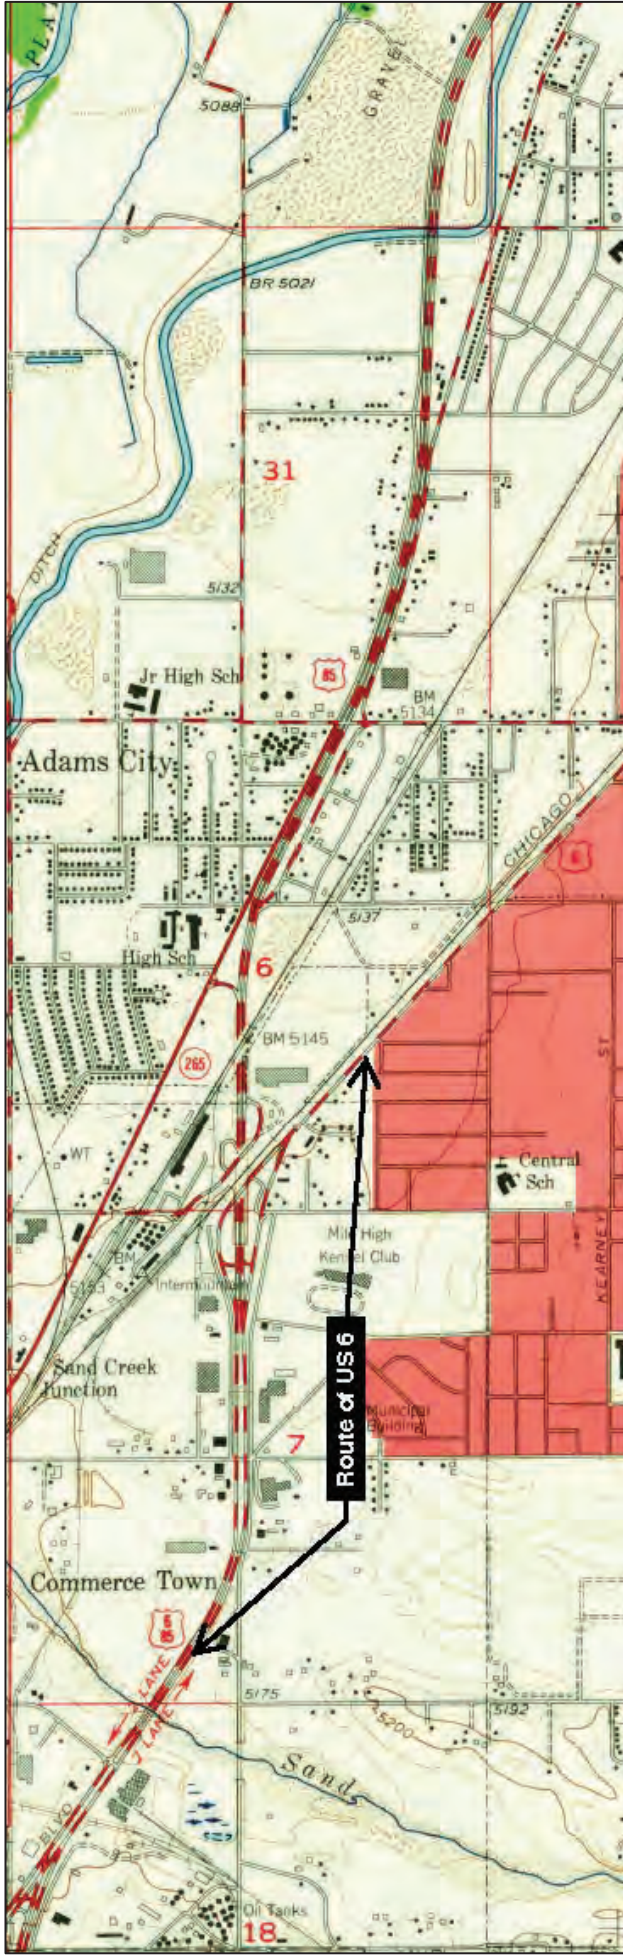 PLA
5088
GRAVEL
BR 5021
31
DITCH
5132
Jr High Sch
85
BM
5134
Adams City
CHICAGO
6
5137
High Sch
6
BM 5145
265
ST
WT
Central
Sch
Mile High
Kennel Club
KEARNEY
BM
5153
Intermountain
Sand Creek
Junction
Route of US 6
Municipal
Building
7
Commerce Town
6
85
LANE
LANE
5175
5192
5200
Sand
BLVD
Oil Tanks
18